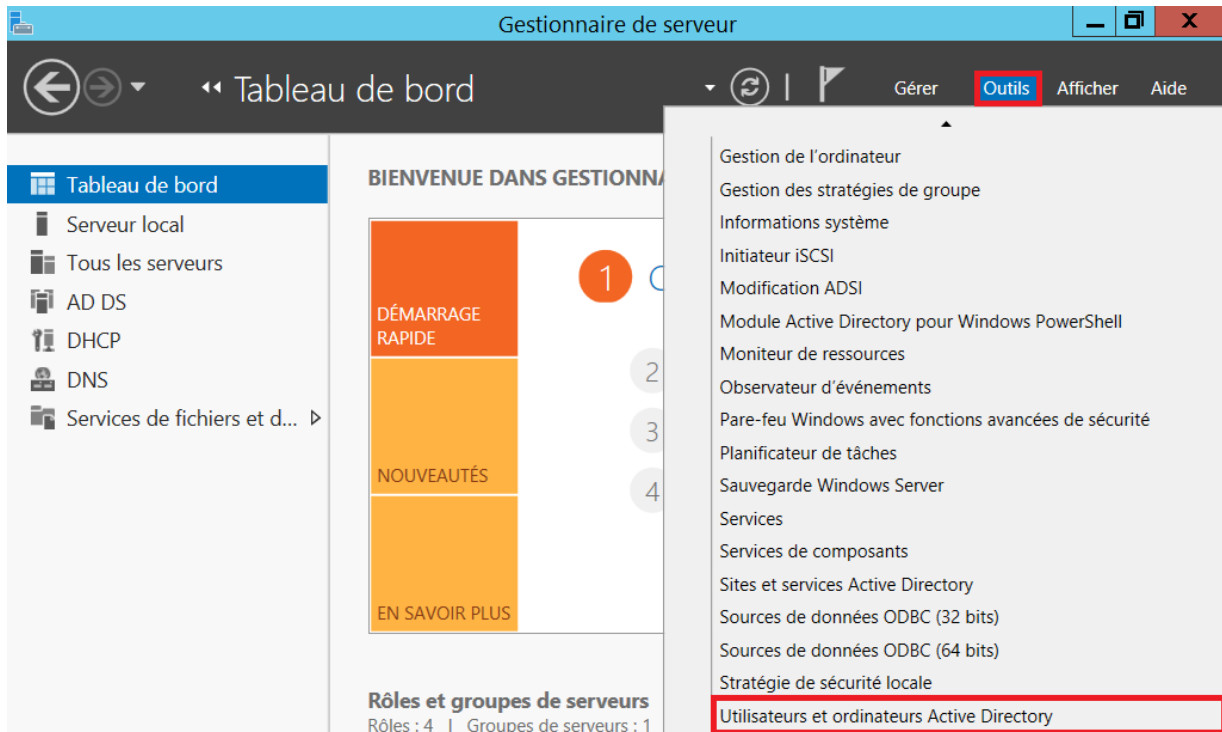 Gestionnaire de serveur
Tableau de bord
Gérer Outils Afficher Aide
Tableau de bord
Serveur local
Tous les serveurs
AD DS
DHCP
DNS
Services de fichiers et d...
BIENVENUE DANS GESTIONNA
DÉMARRAGE
RAPIDE
NOUVEAUTÉS
EN SAVOIR PLUS
1
2
3
4
Rôles et groupes de serveurs
Rôles : 4 | Groupes de serveurs : 1
Gestion de l'ordinateur
Gestion des stratégies de groupe
Informations système
Initiateur iSCSI
Modification ADSI
Module Active Directory pour Windows PowerShell
Moniteur de ressources
Observateur d'événements
Pare-feu Windows avec fonctions avancées de sécurité
Planificateur de tâches
Sauvegarde Windows Server
Services
Services de composants
Sites et services Active Directory
Sources de données ODBC (32 bits)
Sources de données ODBC (64 bits)
Stratégie de sécurité locale
Utilisateurs et ordinateurs Active Directory